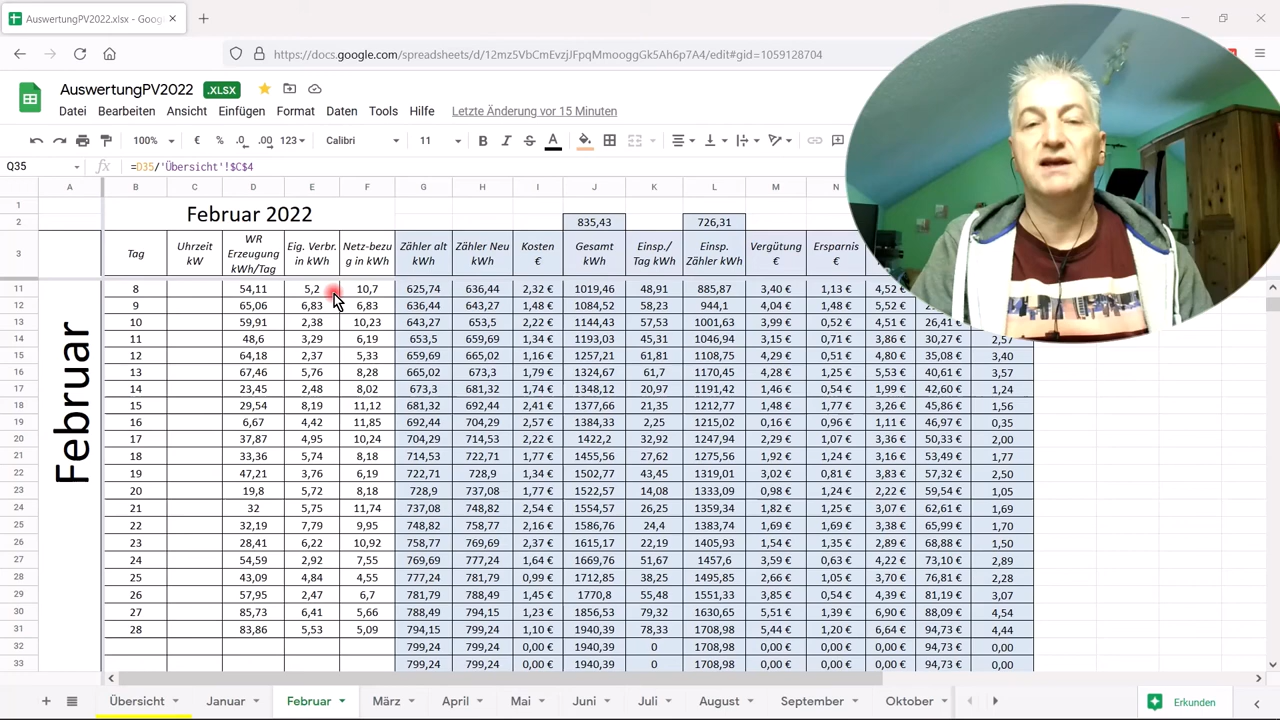 AuswertungPV2022.xlsx - Goog
https://docs.google.com/spreadsheets/d/12mz5VbCmFvziJFpqMmooggGk5Ah6p7A4/edit#gid=1059128704
AuswertungPV2022 .XLSX
Datei Bearbeiten Ansicht Einfügen Format Daten Tools Hilfe Letzte Änderung vor 15 Minuten
100% € % .0 .00 123 Calibri 11 B I S A
Q35 fx =D35/'Übersicht'!$C$4
A B C D E F G H I J K L M N
1
Februar 2022
2 835,43 726,31
3 Tag Uhrzeit kW WR Erzeugung kWh/Tag Eig. Verbr. in kWh Netz-bezu g in kWh Zähler alt kWh Zähler Neu kWh Kosten € Gesamt kWh Einsp./ Tag kWh Einsp. Zähler kWh Vergütung € Ersparnis €
11 8 54,11 5,2 10,7 625,74 636,44 2,32 € 1019,46 48,91 885,87 3,40 € 1,13 € 4,52 €
12 9 65,06 6,83 6,83 636,44 643,27 1,48 € 1084,52 58,23 944,1 4,04 € 1,48 €
13 10 59,91 2,38 10,23 643,27 653,5 2,22 € 1144,43 57,53 1001,63 3,99 € 0,52 € 4,51 € 26,41 €
14 11 48,6 3,29 6,19 653,5 659,69 1,34 € 1193,03 45,31 1046,94 3,15 € 0,71 € 3,86 € 30,27 € 2,57
15 12 64,18 2,37 5,33 659,69 665,02 1,16 € 1257,21 61,81 1108,75 4,29 € 0,51 € 4,80 € 35,08 € 3,40
16 13 67,46 5,76 8,28 665,02 673,3 1,79 € 1324,67 61,7 1170,45 4,28 € 1,25 € 5,53 € 40,61 € 3,57
17 14 23,45 2,48 8,02 673,3 681,32 1,74 € 1348,12 20,97 1191,42 1,46 € 0,54 € 1,99 € 42,60 € 1,24
18 15 29,54 8,19 11,12 681,32 692,44 2,41 € 1377,66 21,35 1212,77 1,48 € 1,77 € 3,26 € 45,86 € 1,56
19 16 6,67 4,42 11,85 692,44 704,29 2,57 € 1384,33 2,25 1215,02 0,16 € 0,96 € 1,11 € 46,97 € 0,35
20 17 37,87 4,95 10,24 704,29 714,53 2,22 € 1422,2 32,92 1247,94 2,29 € 1,07 € 3,36 € 50,33 € 2,00
21 18 33,36 5,74 8,18 714,53 722,71 1,77 € 1455,56 27,62 1275,56 1,92 € 1,24 € 3,16 € 53,49 € 1,77
22 19 47,21 3,76 6,19 722,71 728,9 1,34 € 1502,77 43,45 1319,01 3,02 € 0,81 € 3,83 € 57,32 € 2,50
23 20 19,8 5,72 8,18 728,9 737,08 1,77 € 1522,57 14,08 1333,09 0,98 € 1,24 € 2,22 € 59,54 € 1,05
24 21 32 5,75 11,74 737,08 748,82 2,54 € 1554,57 26,25 1359,34 1,82 € 1,25 € 3,07 € 62,61 € 1,69
25 22 32,19 7,79 9,95 748,82 758,77 2,16 € 1586,76 24,4 1383,74 1,69 € 1,69 € 3,38 € 65,99 € 1,70
26 23 28,41 6,22 10,92 758,77 769,69 2,37 € 1615,17 22,19 1405,93 1,54 € 1,35 € 2,89 € 68,88 € 1,50
27 24 54,59 2,92 7,55 769,69 777,24 1,64 € 1669,76 51,67 1457,6 3,59 € 0,63 € 4,22 € 73,10 € 2,89
28 25 43,09 4,84 4,55 777,24 781,79 0,99 € 1712,85 38,25 1495,85 2,66 € 1,05 € 3,70 € 76,81 € 2,28
29 26 57,95 2,47 6,7 781,79 788,49 1,45 € 1770,8 55,48 1551,33 3,85 € 0,54 € 4,39 € 81,19 € 3,07
30 27 85,73 6,41 5,66 788,49 794,15 1,23 € 1856,53 79,32 1630,65 5,51 € 1,39 € 6,90 € 88,09 € 4,54
31 28 83,86 5,53 5,09 794,15 799,24 1,10 € 1940,39 78,33 1708,98 5,44 € 1,20 € 6,64 € 94,73 € 4,44
32 799,24 799,24 0,00 € 1940,39 0 1708,98 0,00 € 0,00 € 0,00 € 94,73 € 0,00
33 799,24 799,24 0,00 € 1940,39 0 1708,98 0,00 € 0,00 € 0,00 € 94,73 € 0,00
Februar
Übersicht Januar Februar März April Mai Juni Juli August September Oktober Erkunden